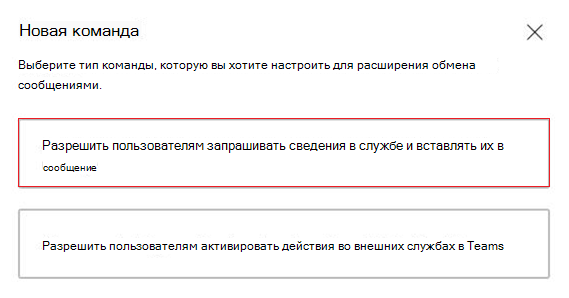 Новая команда
Выберите тип команды, которую вы хотите настроить для расширения обмена
сообщениями.
Разрешить пользователям запрашивать сведения в службе и вставлять их в
сообщение
Разрешить пользователям активировать действия во внешних службах в Teams